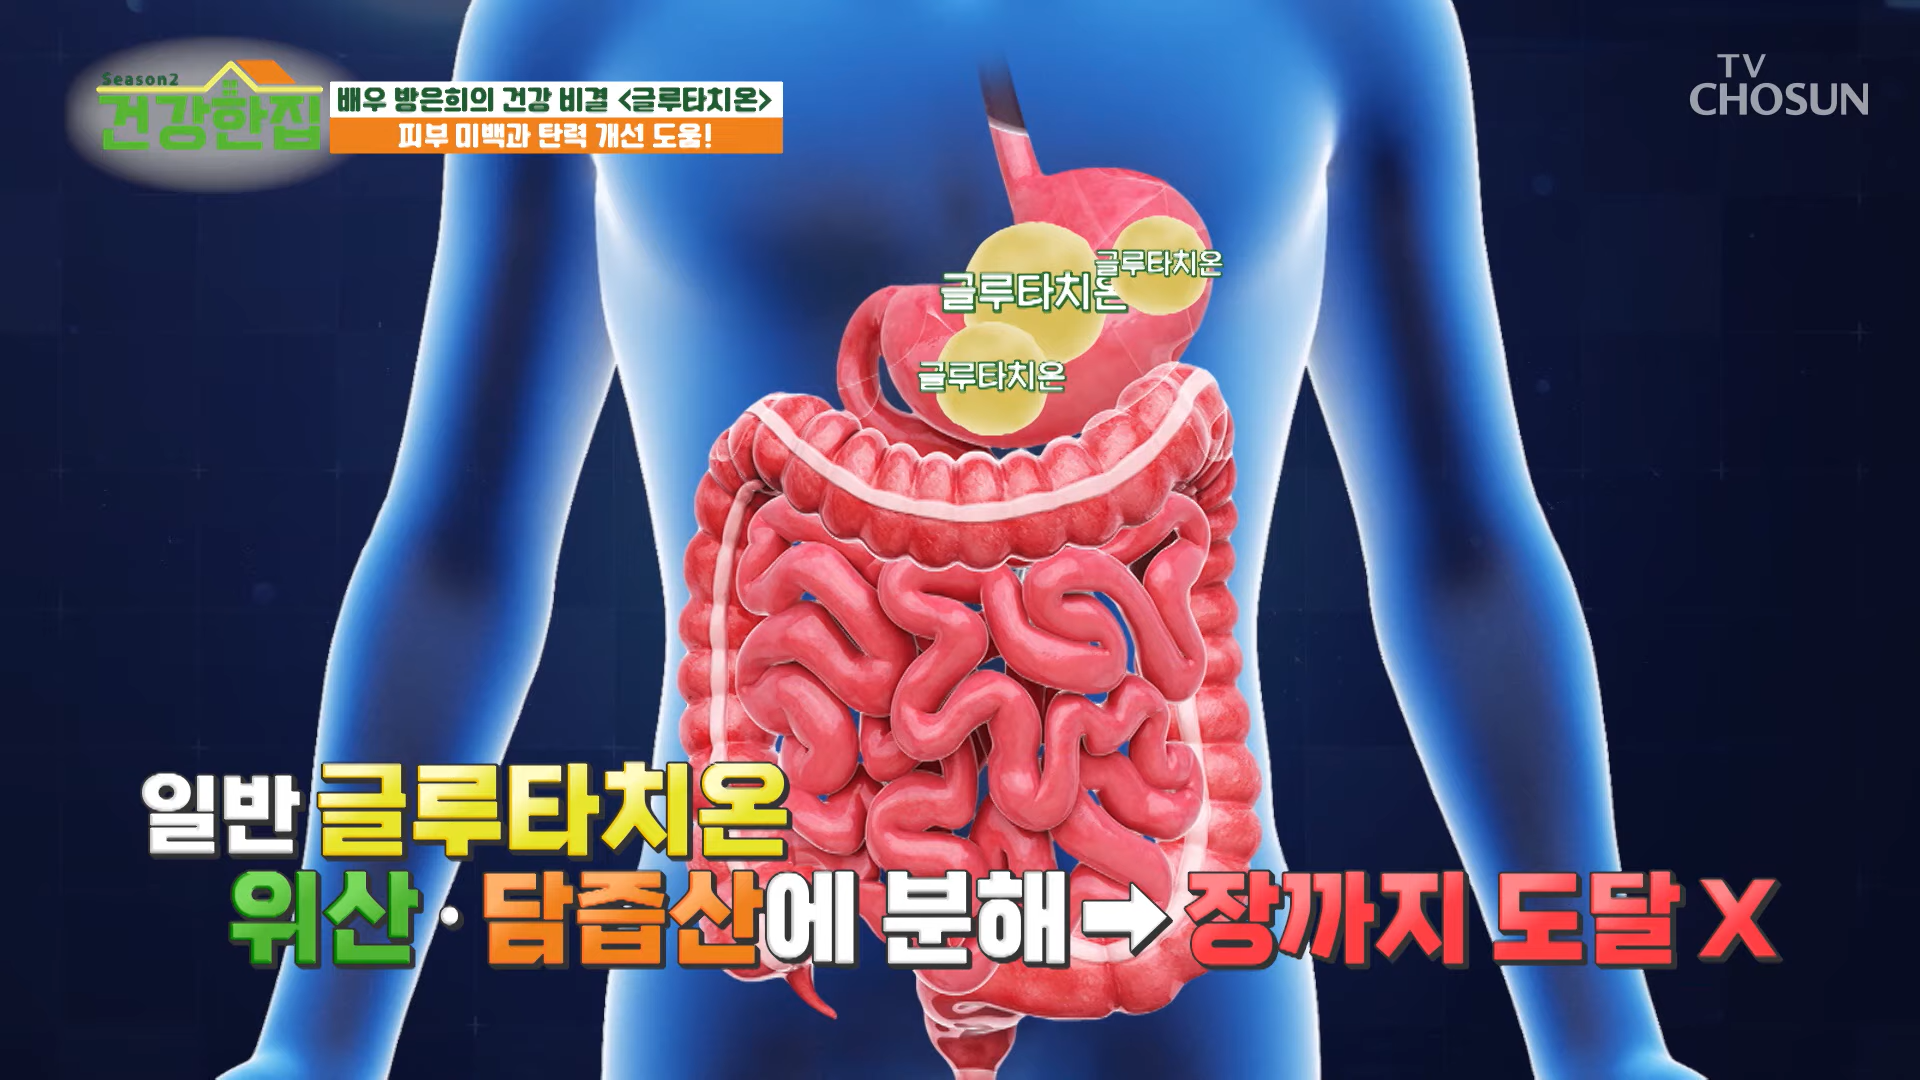 Season2
건강한집
배우 방은희의 건강 비결 <글루타치온>
피부 미백과 탄력 개선 도움!
TV
CHOSUN
글루타치온
글루타치온
글루타치온
일반 글루타치온
위산·담즙산에 분해➡장까지 도달 X